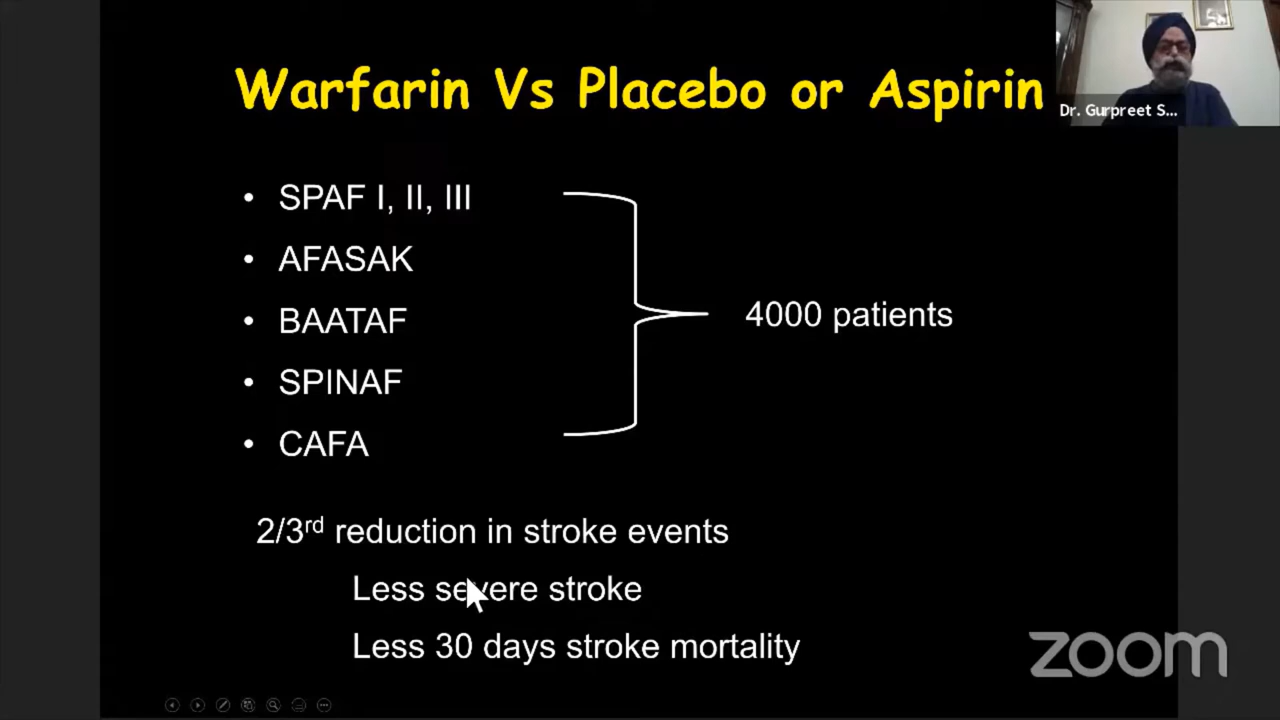 Warfarin Vs Placebo or Aspirin
Dr. Gurpreet S...
• SPAF I, II, III
• AFASAK
• BAATAF
• SPINAF
• CAFA
4000 patients
2/3rd reduction in stroke events
Less severe stroke
Less 30 days stroke mortality
zoom